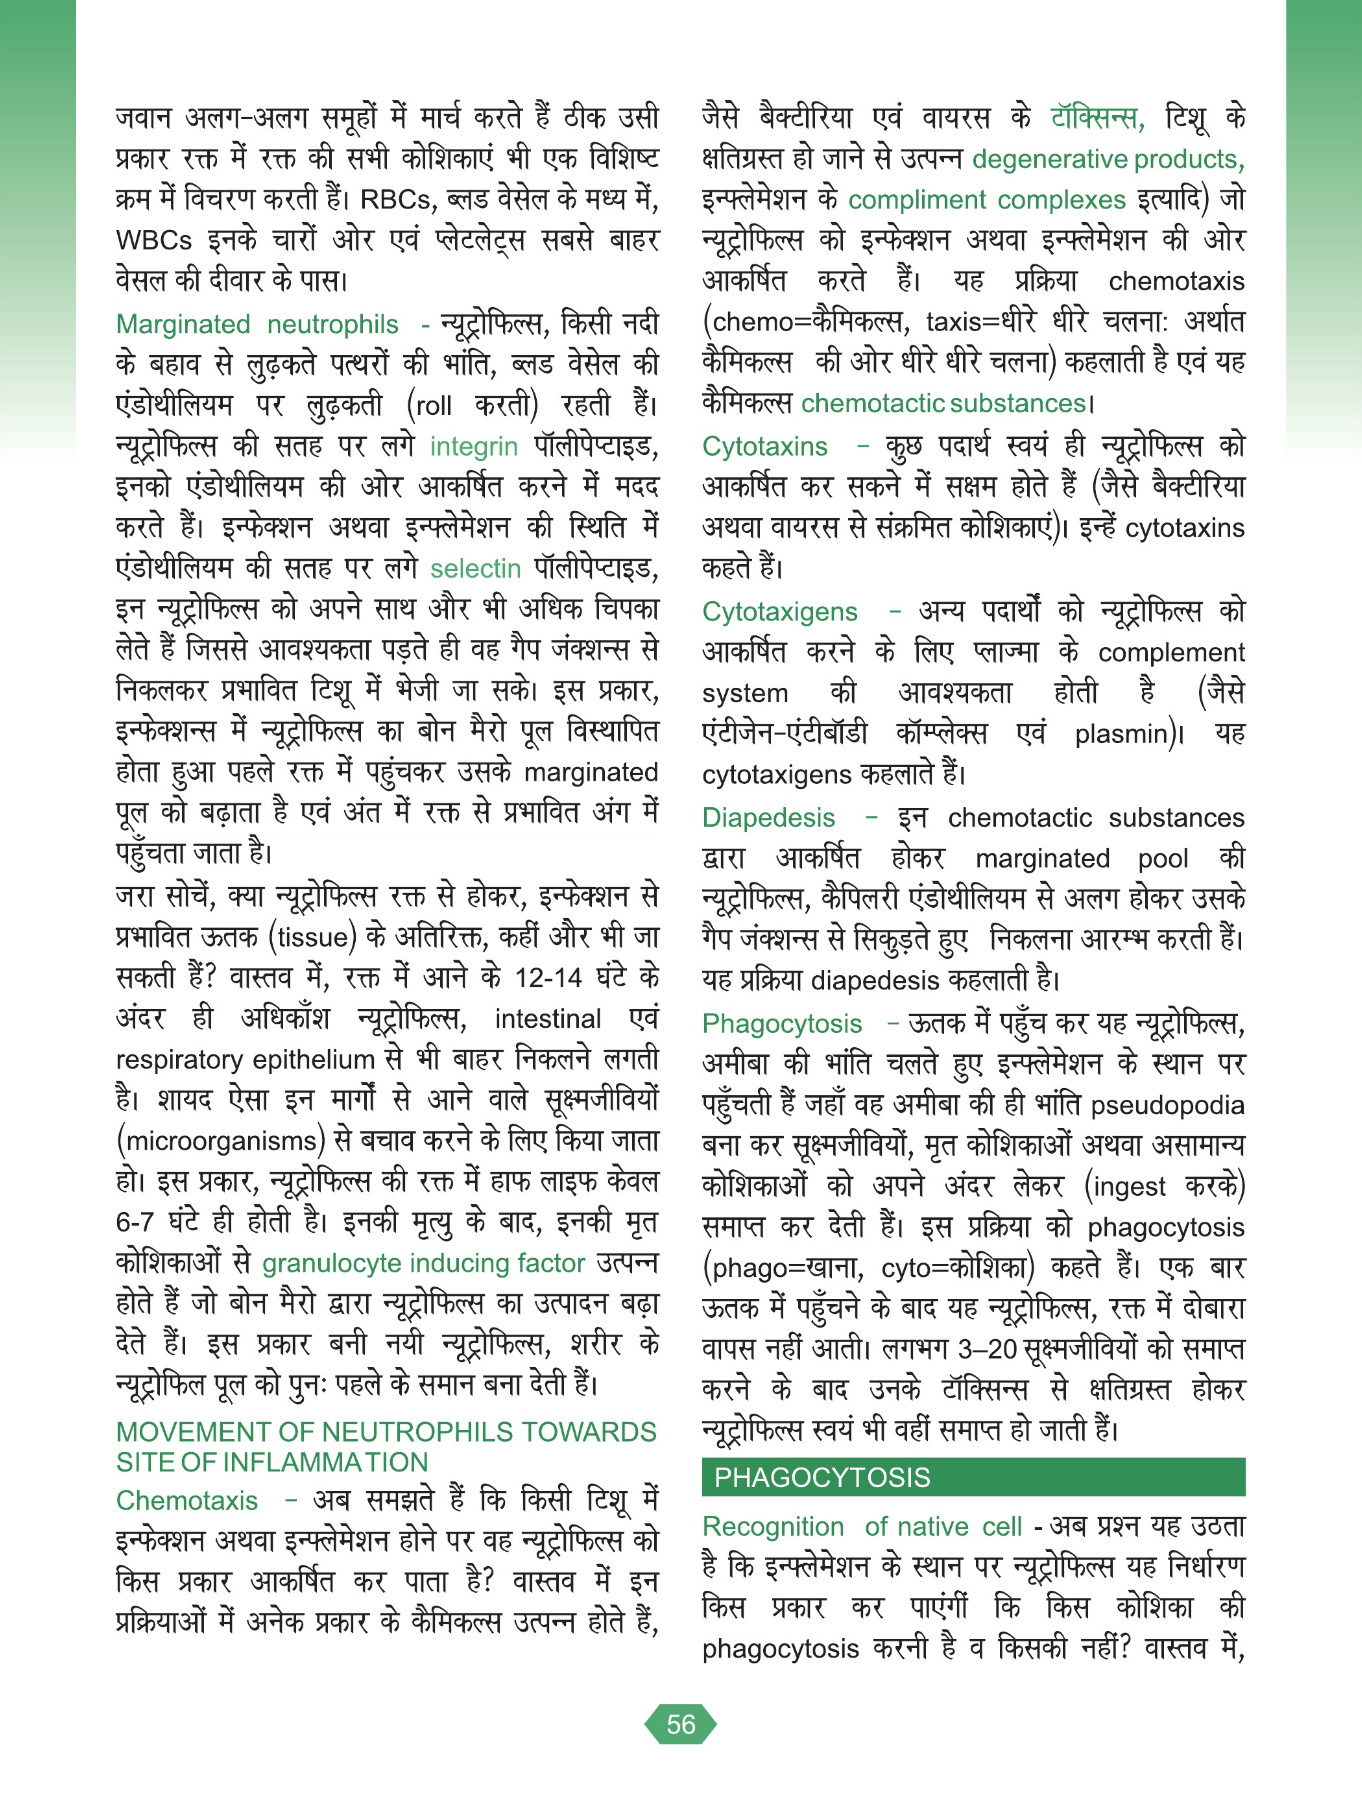 जवान अलग-अलग समूहों में मार्च करते हैं ठीक उसी
प्रकार रक्त में रक्त की सभी कोशिकाएं भी एक विशिष्ट
क्रम में विचरण करती हैं। RBCs, ब्लड वेसेल के मध्य में,
WBCs इनके चारों ओर एवं प्लेटलेट्स सबसे बाहर
वेसल की दीवार के पास।
Marginated neutrophils - न्यूट्रोफिल्स, किसी नदी
के बहाव से लुढ़कते पत्थरों की भांति, ब्लड वेसेल की
एंडोथीलियम पर लुढ़कती (roll करती) रहती हैं।
न्यूट्रोफिल्स की सतह पर लगे integrin पॉलीपेप्टाइड,
इनको एंडोथीलियम की ओर आकर्षित करने में मदद
करते हैं। इन्फेक्शन अथवा इन्फ्लेमेशन की स्थिति में
एंडोथीलियम की सतह पर लगे selectin पॉलीपेप्टाइड,
इन न्यूट्रोफिल्स को अपने साथ और भी अधिक चिपका
लेते हैं जिससे आवश्यकता पड़ते ही वह गैप जंक्शन्स से
निकलकर प्रभावित टिशू में भेजी जा सके। इस प्रकार,
इन्फेक्शन्स में न्यूट्रोफिल्स का बोन मैरो पूल विस्थापित
होता हुआ पहले रक्त में पहुंचकर उसके marginated
पूल को बढ़ाता है एवं अंत में रक्त से प्रभावित अंग में
पहुँचता जाता है।
जरा सोचें, क्या न्यूट्रोफिल्स रक्त से होकर, इन्फेक्शन से
प्रभावित ऊतक (tissue) के अतिरिक्त, कहीं और भी जा
सकती हैं? वास्तव में, रक्त में आने के 12-14 घंटे के
अंदर ही अधिकाँश न्यूट्रोफिल्स, intestinal एवं
respiratory epithelium से भी बाहर निकलने लगती
है। शायद ऐसा इन मार्गों से आने वाले सूक्ष्मजीवियों
(microorganisms) से बचाव करने के लिए किया जाता
हो। इस प्रकार, न्यूट्रोफिल्स की रक्त में हाफ लाइफ केवल
6-7 घंटे ही होती है। इनकी मृत्यु के बाद, इनकी मृत
कोशिकाओं से granulocyte inducing factor उत्पन्न
होते हैं जो बोन मैरो द्वारा न्यूट्रोफिल्स का उत्पादन बढ़ा
देते हैं। इस प्रकार बनी नयी न्यूट्रोफिल्स, शरीर के
न्यूट्रोफिल पूल को पुनः पहले के समान बना देती हैं।
MOVEMENT OF NEUTROPHILS TOWARDS
SITE OF INFLAMMATION
Chemotaxis - अब समझते हैं कि किसी टिशू में
इन्फेक्शन अथवा इन्फ्लेमेशन होने पर वह न्यूट्रोफिल्स को
किस प्रकार आकर्षित कर पाता है? वास्तव में इन
प्रक्रियाओं में अनेक प्रकार के कैमिकल्स उत्पन्न होते हैं,
जैसे बैक्टीरिया एवं वायरस के टॉक्सिन्स, टिशू के
क्षतिग्रस्त हो जाने से उत्पन्न degenerative products,
इन्फ्लेमेशन के compliment complexes इत्यादि) जो
न्यूट्रोफिल्स को इन्फेक्शन अथवा इन्फ्लेमेशन की ओर
आकर्षित करते हैं। यह प्रक्रिया chemotaxis
(chemo=कैमिकल्स, taxis=धीरे धीरे चलना: अर्थात
कैमिकल्स की ओर धीरे धीरे चलना) कहलाती है एवं यह
कैमिकल्स chemotactic substances।
Cytotaxins - कुछ पदार्थ स्वयं ही न्यूट्रोफिल्स को
आकर्षित कर सकने में सक्षम होते हैं (जैसे बैक्टीरिया
अथवा वायरस से संक्रमित कोशिकाएं)। इन्हें cytotaxins
कहते हैं।
Cytotaxigens - अन्य पदार्थों को न्यूट्रोफिल्स को
आकर्षित करने के लिए प्लाज्मा के complement
system की आवश्यकता होती है (जैसे
एंटीजेन-एंटीबॉडी कॉम्प्लेक्स एवं plasmin)। यह
cytotaxigens कहलाते हैं।
Diapedesis - इन chemotactic substances
द्वारा आकर्षित होकर marginated pool की
न्यूट्रोफिल्स, कैपिलरी एंडोथीलियम से अलग होकर उसके
गैप जंक्शन्स से सिकुड़ते हुए निकलना आरम्भ करती हैं।
यह प्रक्रिया diapedesis कहलाती है।
Phagocytosis - ऊतक में पहुँच कर यह न्यूट्रोफिल्स,
अमीबा की भांति चलते हुए इन्फ्लेमेशन के स्थान पर
पहुँचती हैं जहाँ वह अमीबा की ही भांति pseudopodia
बना कर सूक्ष्मजीवियों, मृत कोशिकाओं अथवा असामान्य
कोशिकाओं को अपने अंदर लेकर (ingest करके)
समाप्त कर देती हैं। इस प्रक्रिया को phagocytosis
(phago=खाना, cyto=कोशिका) कहते हैं। एक बार
ऊतक में पहुँचने के बाद यह न्यूट्रोफिल्स, रक्त में दोबारा
वापस नहीं आती। लगभग 3–20 सूक्ष्मजीवियों को समाप्त
करने के बाद उनके टॉक्सिन्स से क्षतिग्रस्त होकर
न्यूट्रोफिल्स स्वयं भी वहीं समाप्त हो जाती हैं।
PHAGOCYTOSIS
Recognition of native cell - अब प्रश्न यह उठता
है कि इन्फ्लेमेशन के स्थान पर न्यूट्रोफिल्स यह निर्धारण
किस प्रकार कर पाएंगीं कि किस कोशिका की
phagocytosis करनी है व किसकी नहीं? वास्तव में,
56